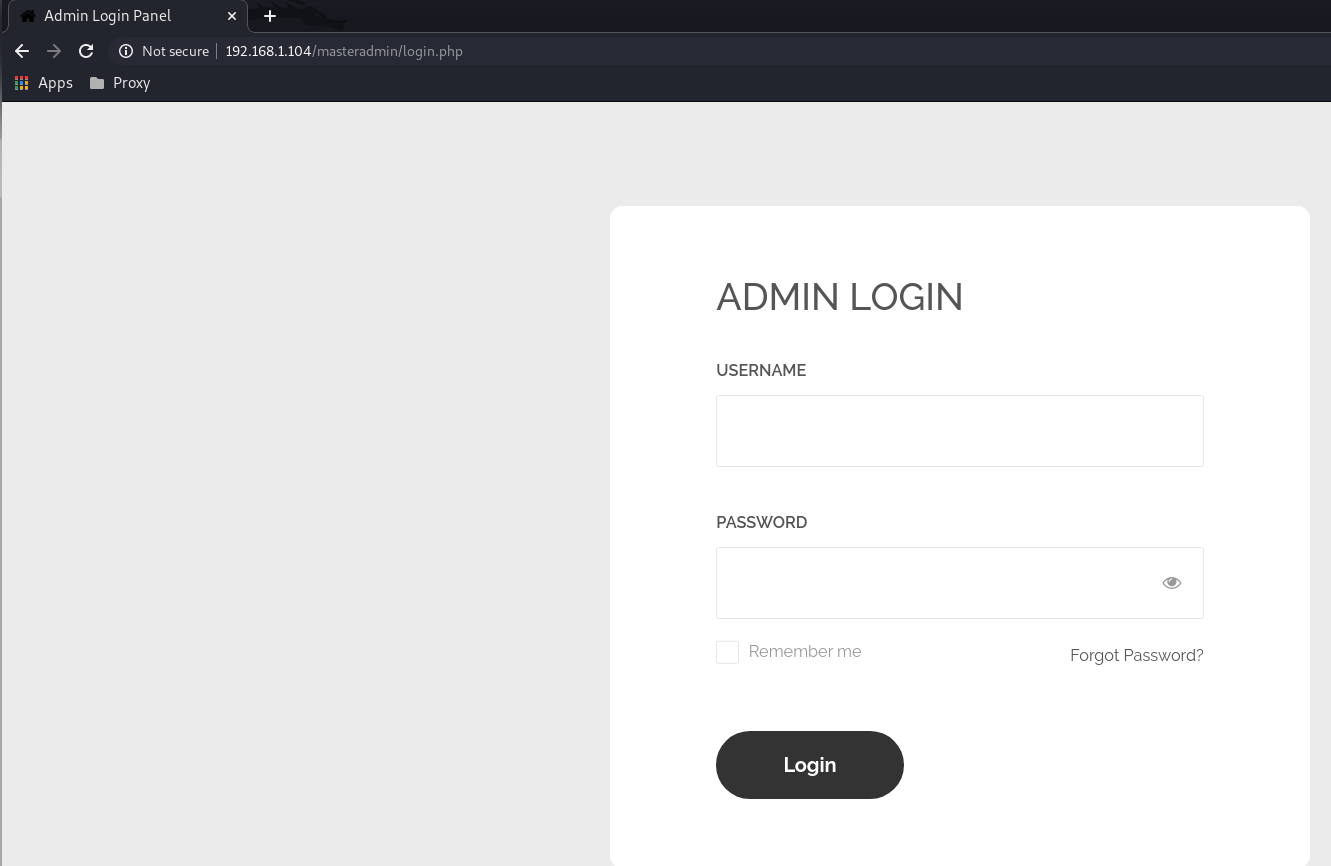 Admin Login Panel
Not secure 192.168.1.104/masteradmin/login.php
Apps Proxy
ADMIN LOGIN
USERNAME
PASSWORD
Remember me Forgot Password?
Login